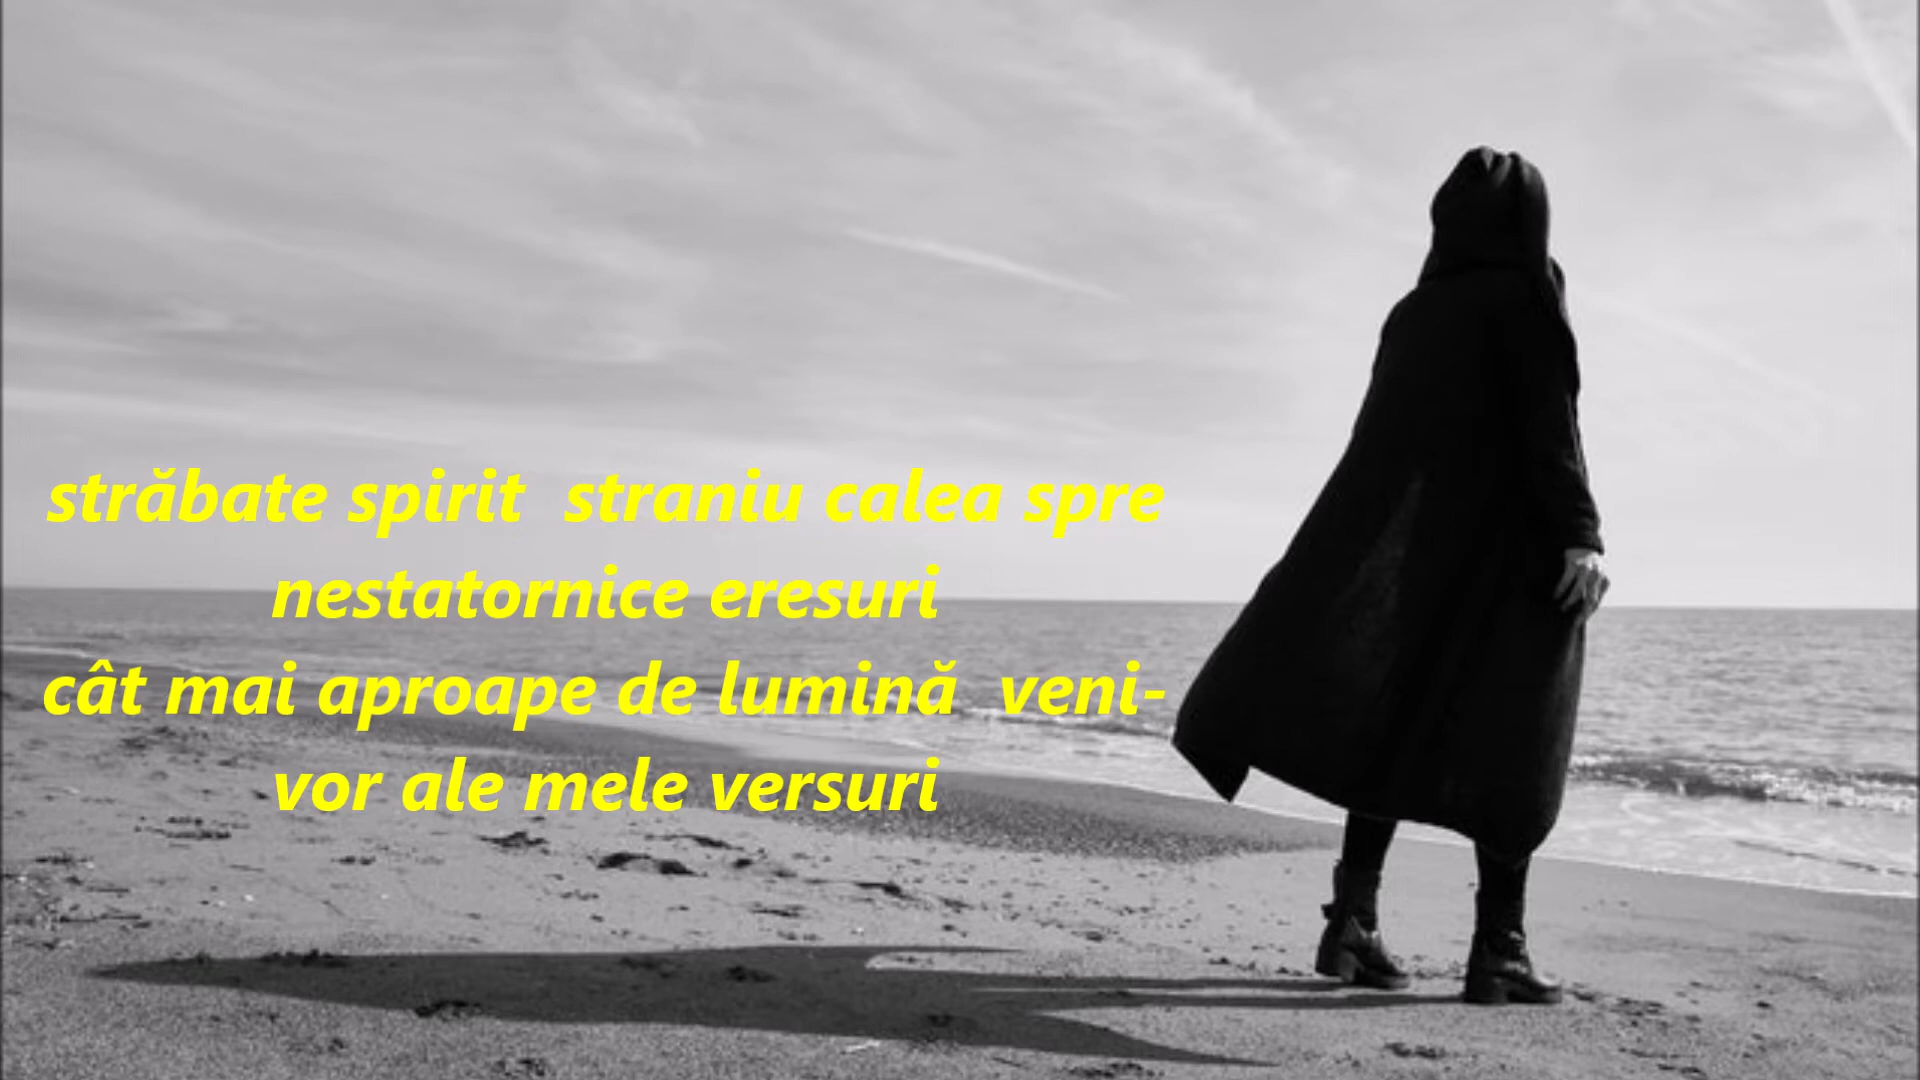 străbate spirit  straniu calea spre
nestatornice eresuri
cât mai aproape de lumină  veni-
vor ale mele versuri